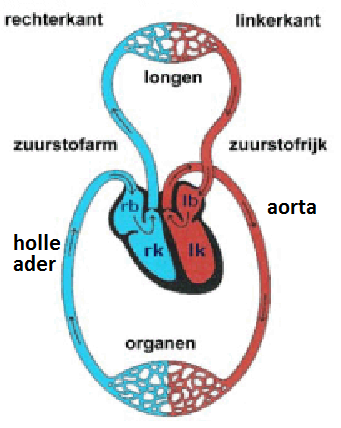 rechterkant
linkerkant
longen
zuurstofarm
zuurstofrijk
rb
lb
aorta
holle
ader
rk
lk
organen